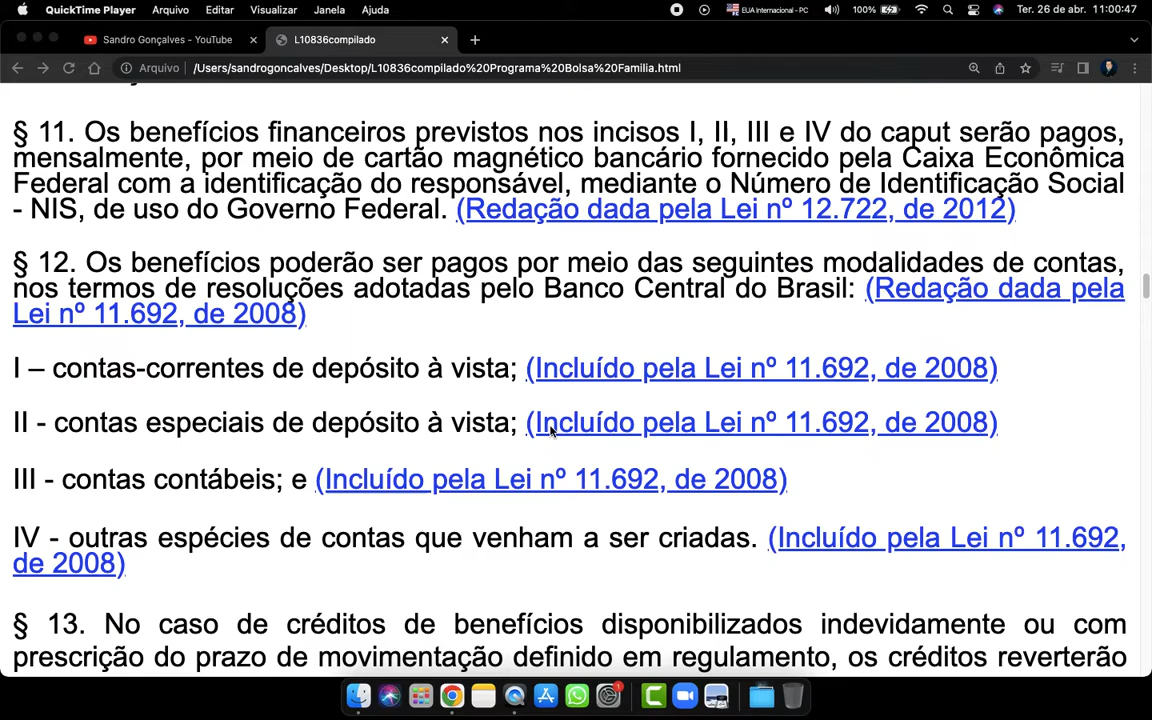 QuickTime Player Arquivo Editar Visualizar Janela Ajuda EUA Internacional - PC 100% Ter. 26 de abr. 11:00:47
Sandro Gonçalves - YouTube L10836compilado
Arquivo /Users/sandrogoncalves/Desktop/L10836compilado%20Programa%20Bolsa%20Familia.html
§ 11. Os benefícios financeiros previstos nos incisos I, II, III e IV do caput serão pagos,
mensalmente, por meio de cartão magnético bancário fornecido pela Caixa Econômica
Federal com a identificação do responsável, mediante o Número de Identificação Social
- NIS, de uso do Governo Federal. (Redação dada pela Lei nº 12.722, de 2012)
§ 12. Os benefícios poderão ser pagos por meio das seguintes modalidades de contas,
nos termos de resoluções adotadas pelo Banco Central do Brasil: (Redação dada pela
Lei nº 11.692, de 2008)
I – contas-correntes de depósito à vista; (Incluído pela Lei nº 11.692, de 2008)
II - contas especiais de depósito à vista; (Incluído pela Lei nº 11.692, de 2008)
III - contas contábeis; e (Incluído pela Lei nº 11.692, de 2008)
IV - outras espécies de contas que venham a ser criadas. (Incluído pela Lei nº 11.692,
de 2008)
§ 13. No caso de créditos de benefícios disponibilizados indevidamente ou com
prescrição do prazo de movimentação definido em regulamento, os créditos reverterão